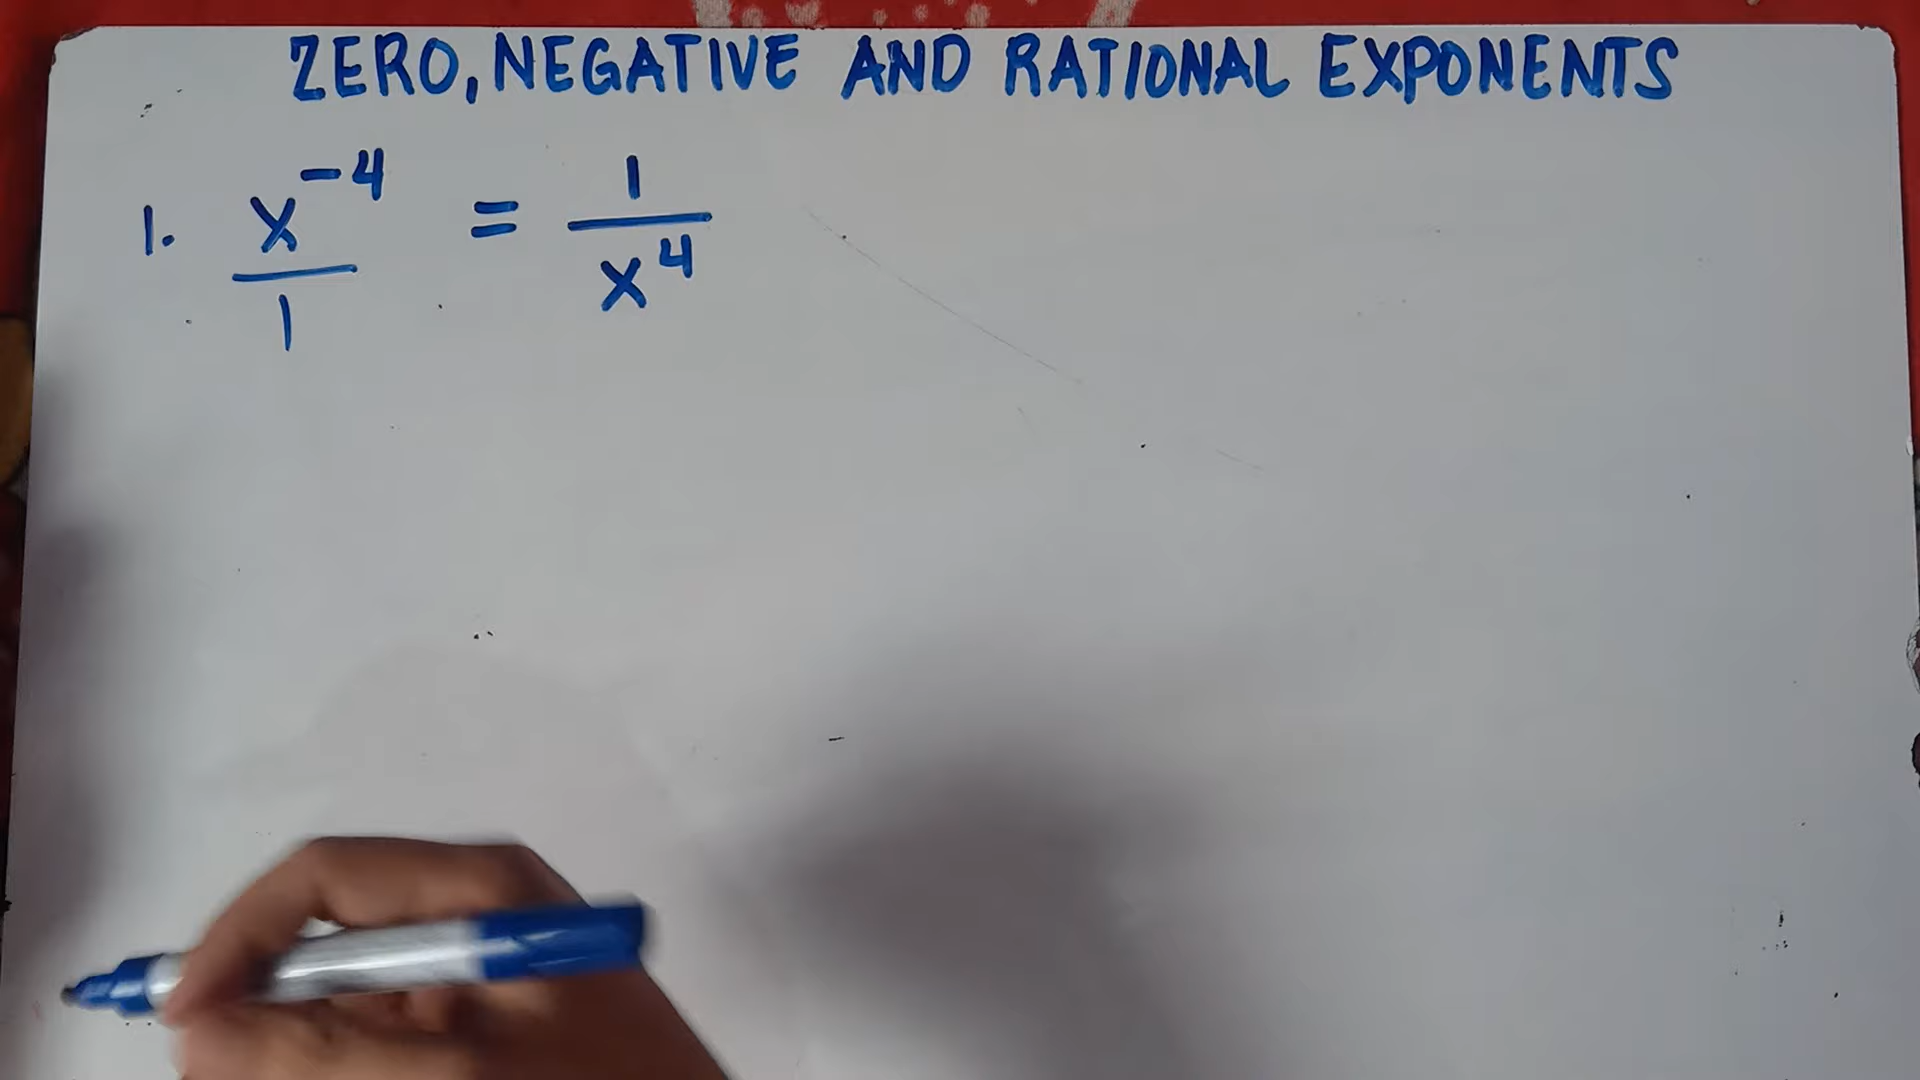 ZERO, NEGATIVE AND RATIONAL EXPONENTS
1. x^-4 / 1 = 1 / x^4